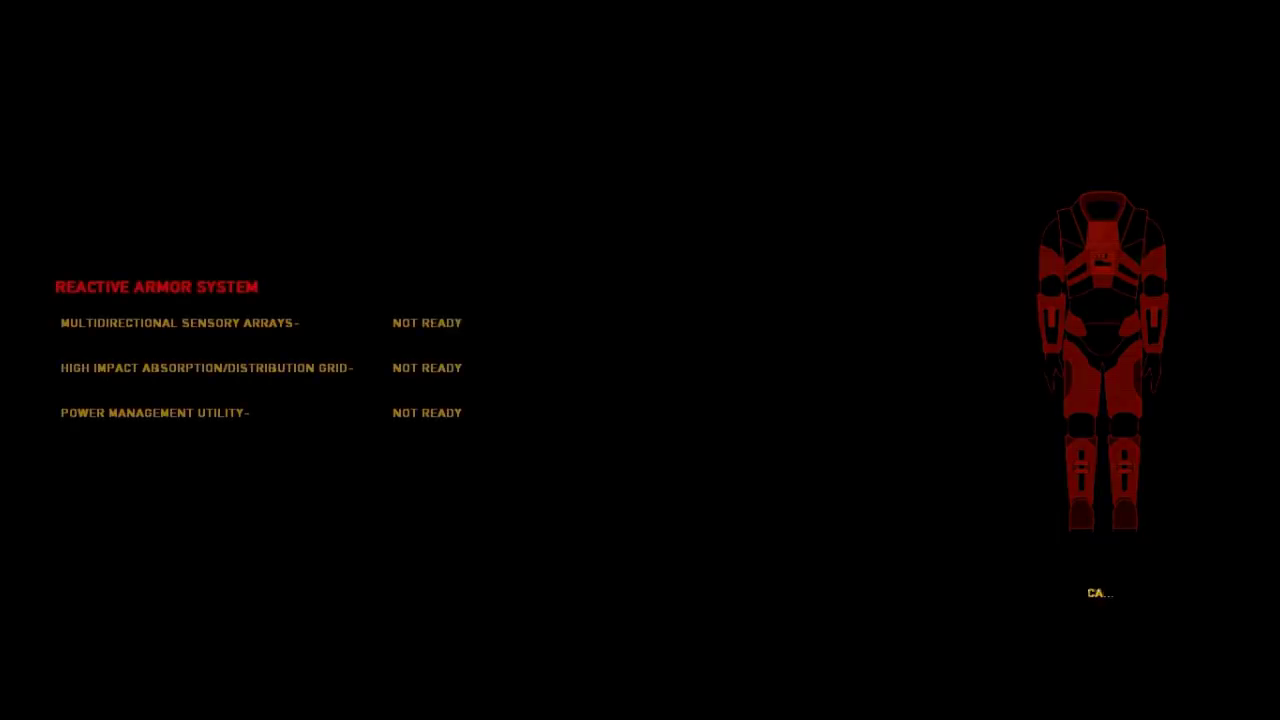 REACTIVE ARMOR SYSTEM
MULTIDIRECTIONAL SENSORY ARRAYS- NOT READY
HIGH IMPACT ABSORPTION/DISTRIBUTION GRID- NOT READY
POWER MANAGEMENT UTILITY- NOT READY
CA...